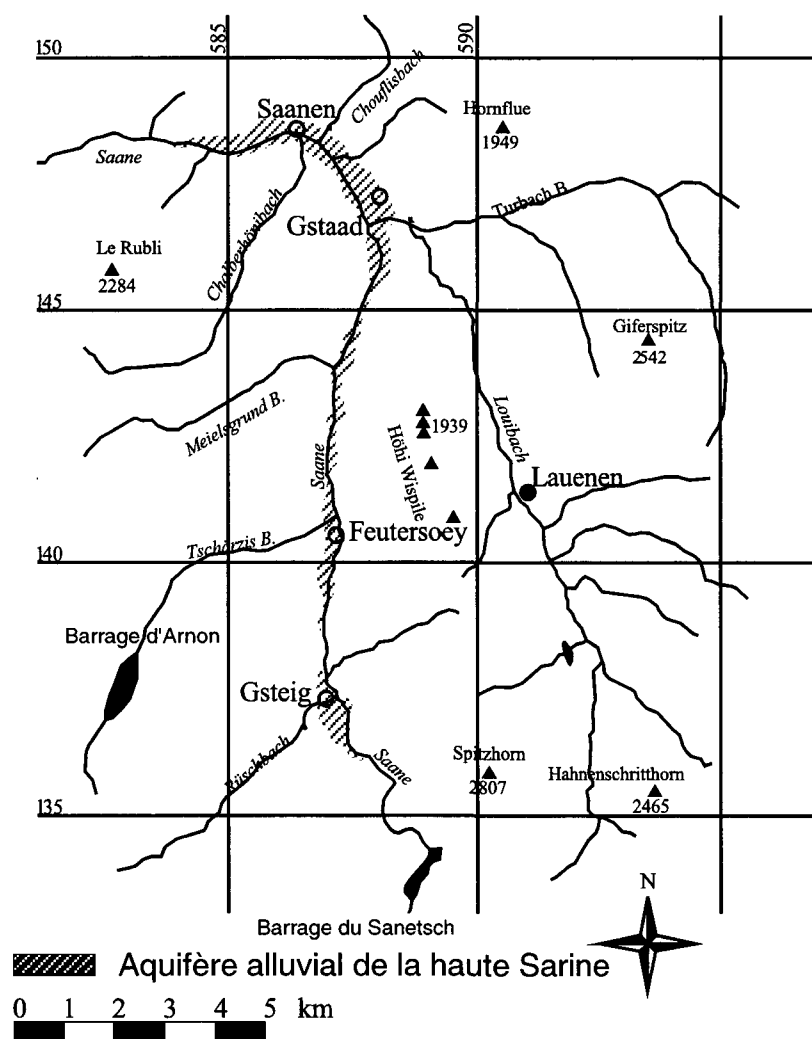 585
590
150
Chouflisbach
Saanen
Hornflue
1949
Saane
Turbach B.
Gstaad
Cholberhönibach
Le Rubli
2284
145
Giferspitz
2542
Meielsgrund B.
1939
Höhi Wispile
Louibach
Saane
Lauenen
Feutersoey
Tschärzis B.
140
Barrage d'Arnon
Gsteig
Rüschbach
Saane
Spitzhorn
2807
Hahnenschritthorn
2465
135
N
Barrage du Sanetsch
Aquifère alluvial de la haute Sarine
0 1 2 3 4 5 km